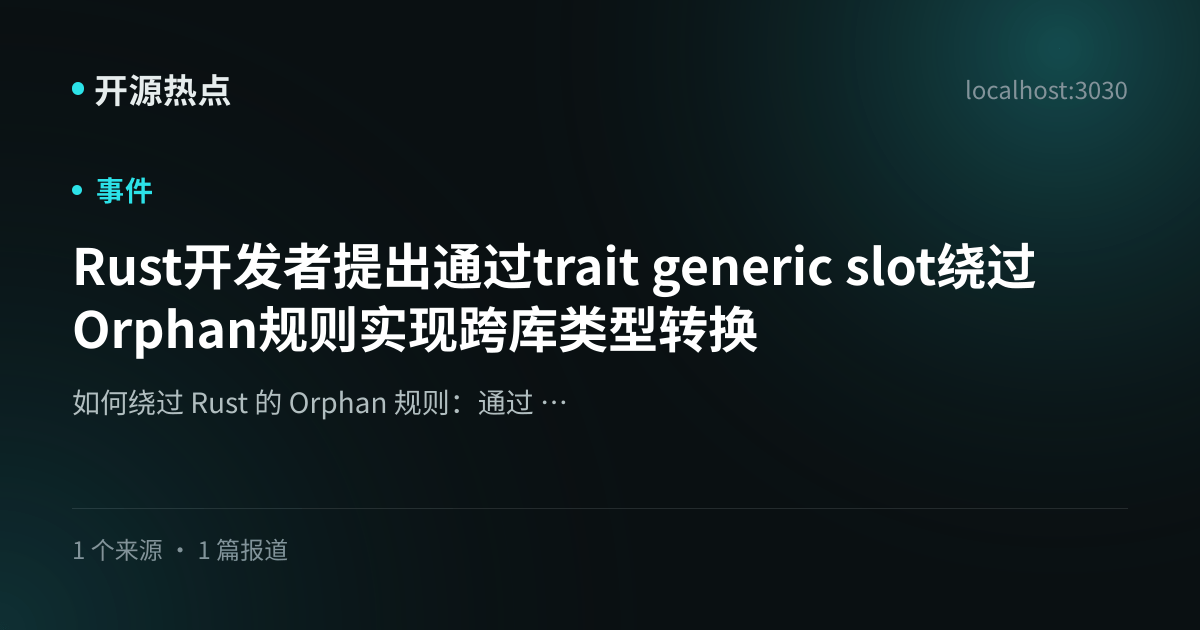 开源热点
localhost:3030
事件
Rust开发者提出通过trait generic slot绕过
Orphan规则实现跨库类型转换
如何绕过 Rust 的 Orphan 规则：通过 …
1 个来源 · 1 篇报道